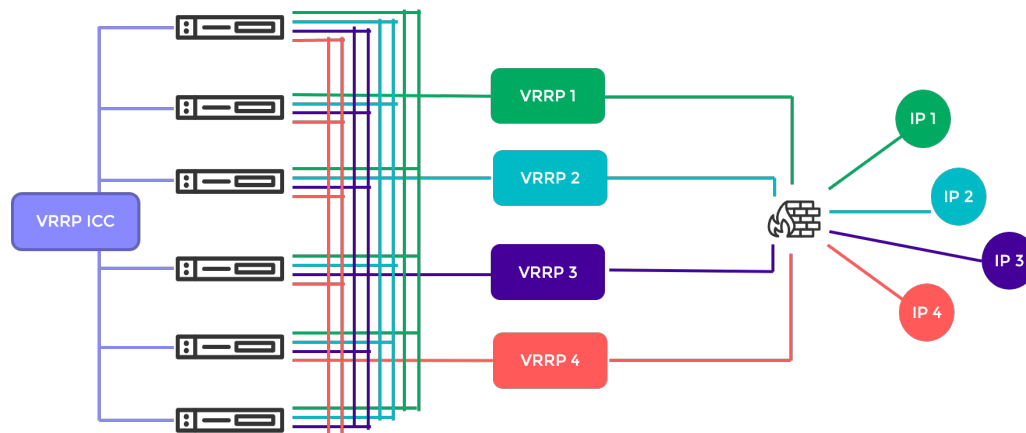 VRRP ICC
VRRP 1
VRRP 2
VRRP 3
VRRP 4
IP 1
IP 2
IP 3
IP 4